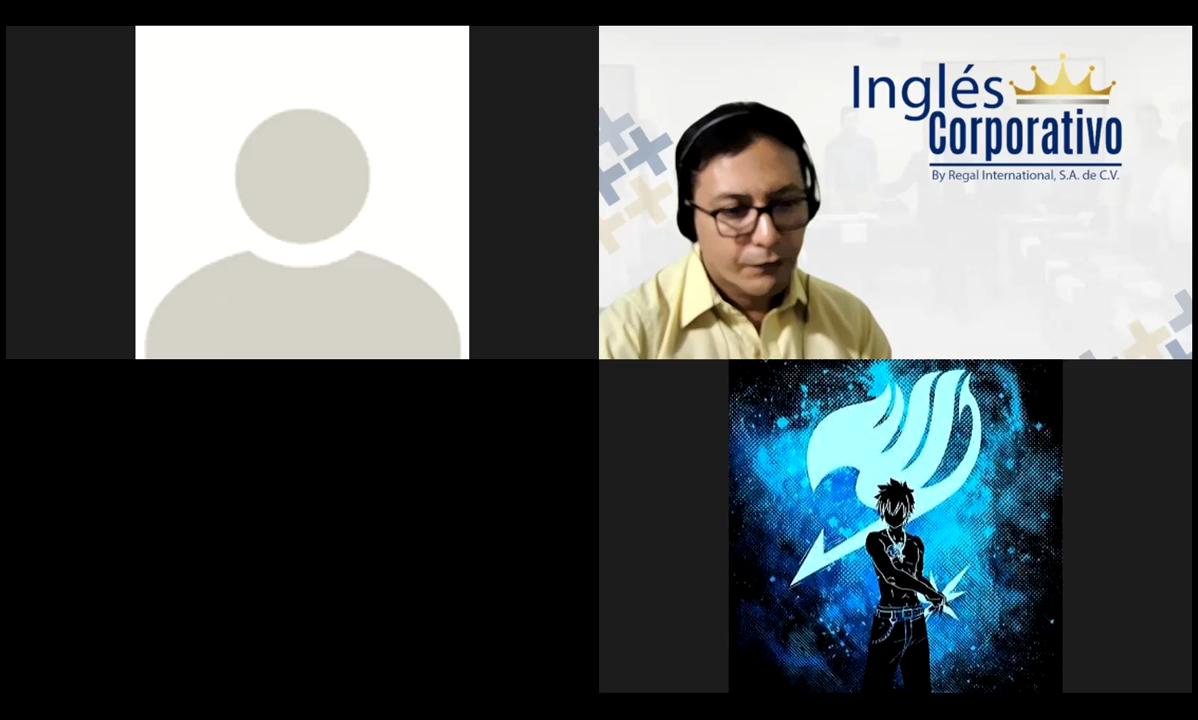 Inglés
Corporativo
By Regal International, S.A. de C.V.